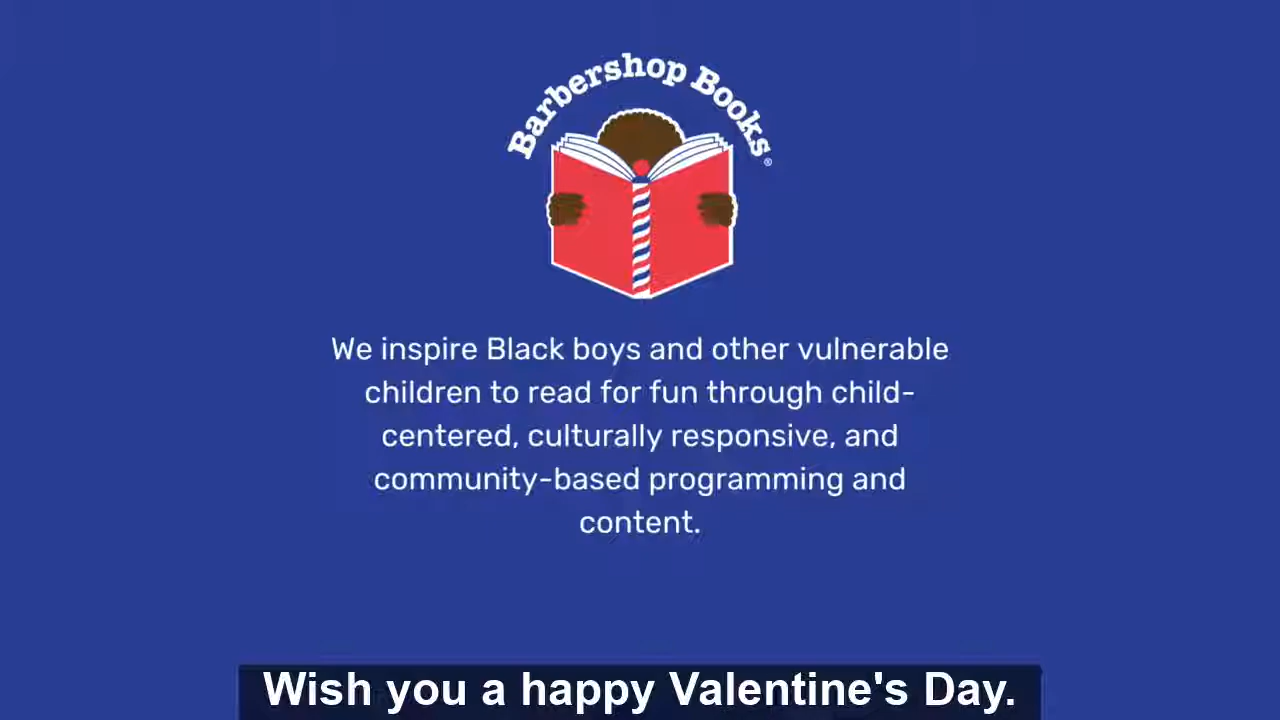 Barbershop Books®
We inspire Black boys and other vulnerable
children to read for fun through child-
centered, culturally responsive, and
community-based programming and
content.
Wish you a happy Valentine's Day.